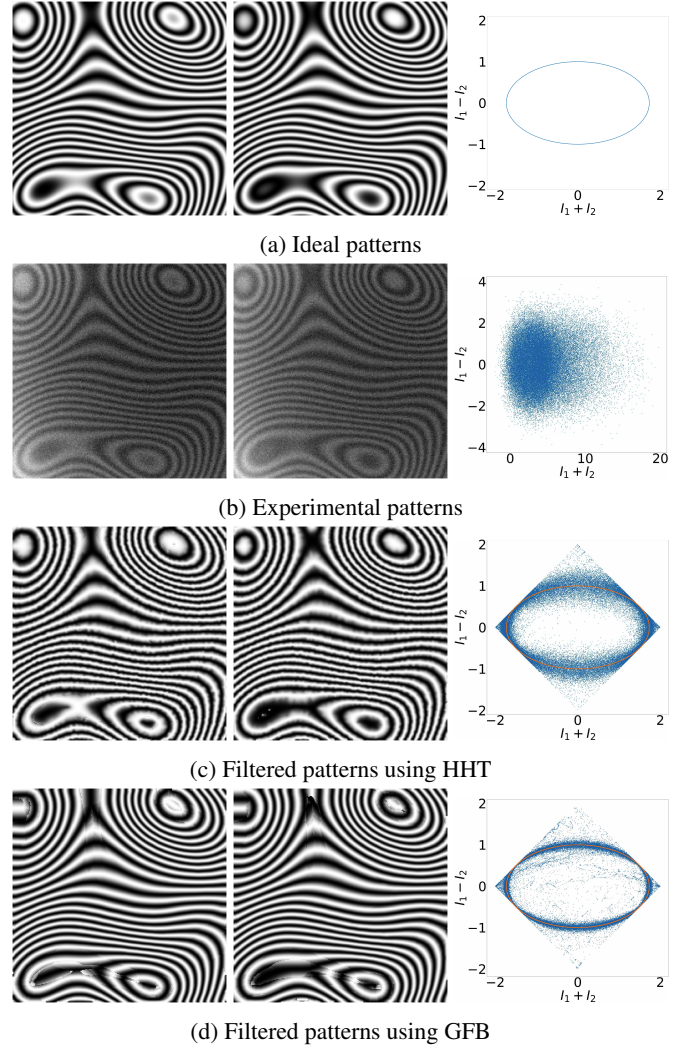 2
1
0
−1
−2
−2 0 2
I₁ − I₂
I₁ + I₂
(a) Ideal patterns
4
2
0
−2
−4
0 10 20
I₁ − I₂
I₁ + I₂
(b) Experimental patterns
2
1
0
−1
−2
−2 0 2
I₁ − I₂
I₁ + I₂
(c) Filtered patterns using HHT
2
1
0
−1
−2
−2 0 2
I₁ − I₂
I₁ + I₂
(d) Filtered patterns using GFB